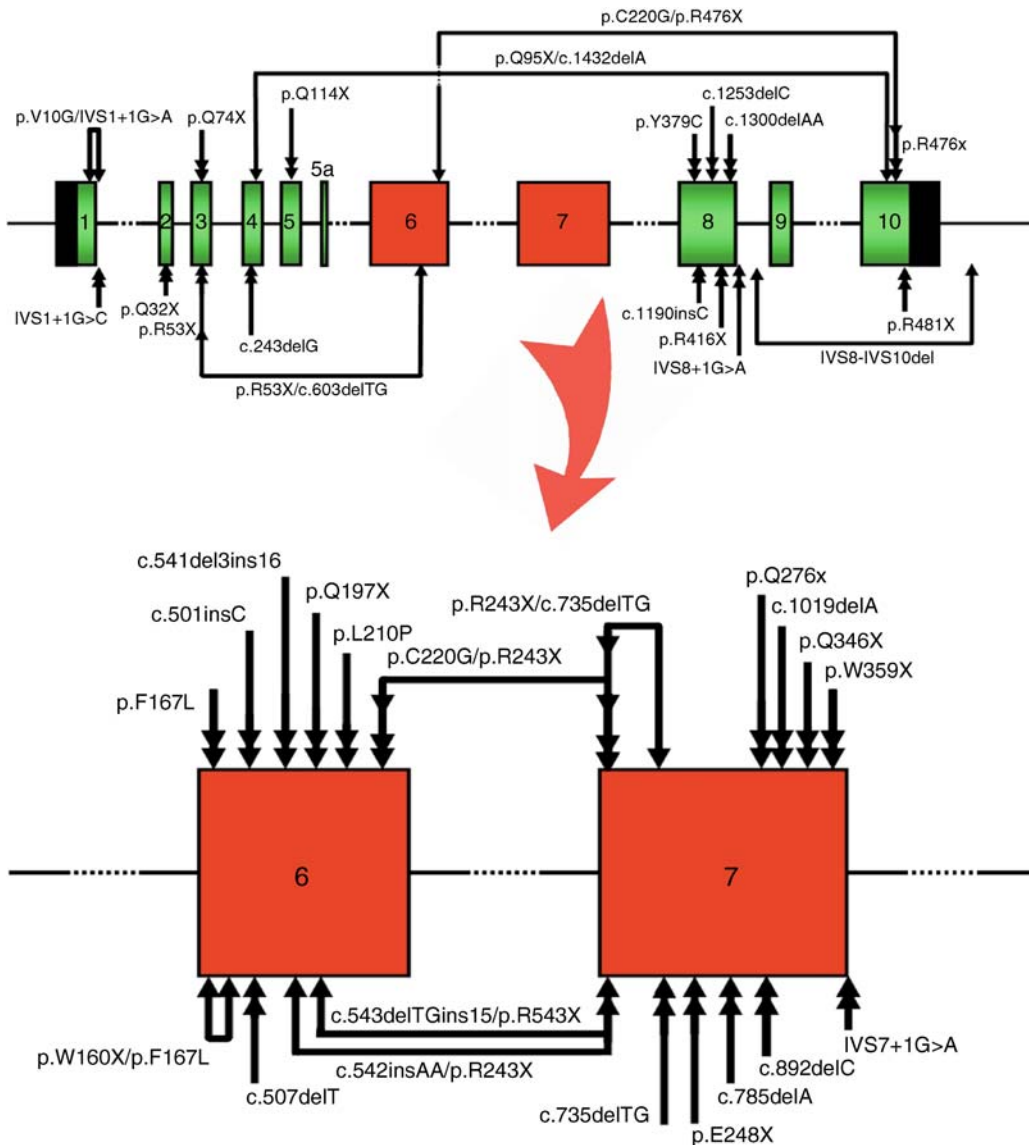 p.C220G/p.R476X
p.Q95X/c.1432delA
p.Q114X
c.1253delC
p.V10G/IVS1+1G>A
p.Q74X
p.Y379C
c.1300delAA
5a
p.R476x
1
2
3
4
5
6
7
8
9
10
IVS1+1G>C
p.Q32X
p.R53X
c.243delG
p.R53X/c.603delTG
c.1190insC
p.R416X
IVS8+1G>A
p.R481X
IVS8-IVS10del
c.541del3ins16
p.Q197X
c.501insC
p.L210P
p.F167L
p.R243X/c.735delTG
p.C220G/p.R243X
p.Q276x
c.1019delA
p.Q346X
p.W359X
6
7
c.543delTGins15/p.R543X
p.W160X/p.F167L
c.542insAA/p.R243X
c.507delT
IVS7+1G>A
c.892delC
c.785delA
c.735delTG
p.E248X